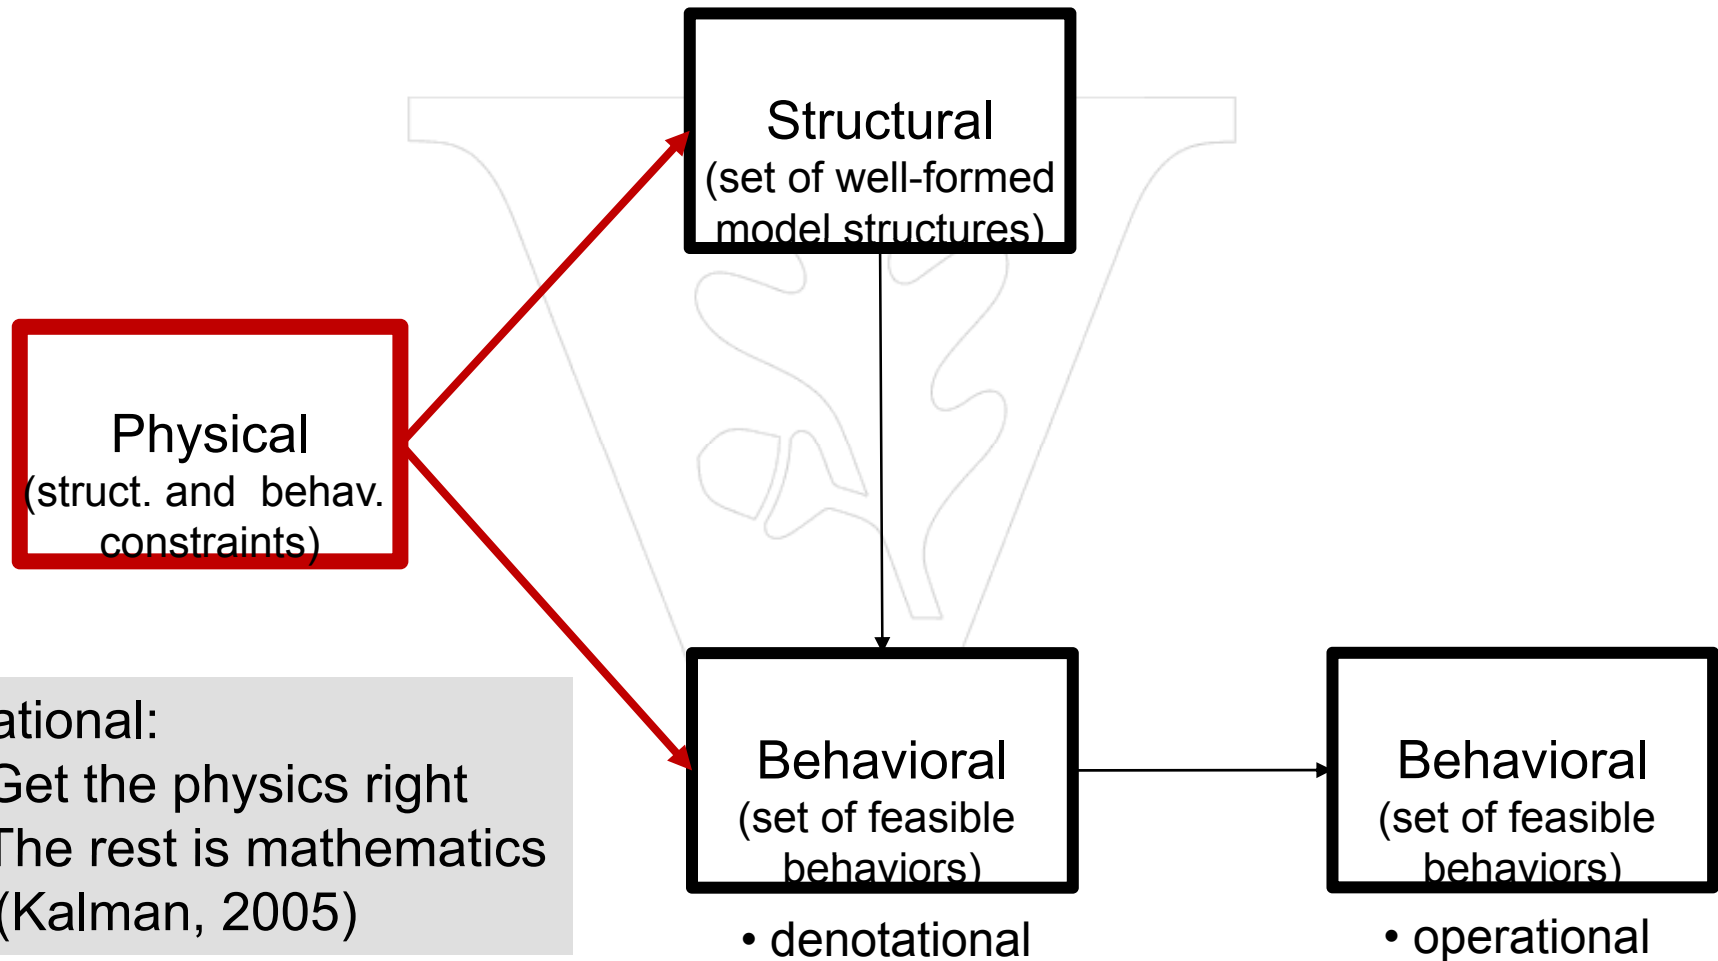 Structural
(set of well-formed
model structures)
Physical
(struct. and behav.
constraints)
ational:
Get the physics right
The rest is mathematics
(Kalman, 2005)
Behavioral
(set of feasible
behaviors)
• denotational
Behavioral
(set of feasible
behaviors)
• operational